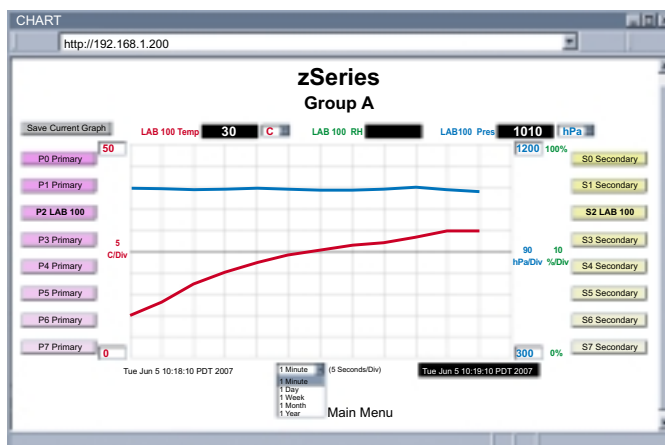 CHART
http://192.168.1.200
zSeries
Group A
Save Current Graph
LAB 100 Temp 30 C LAB 100 RH LAB100 Pres 1010 hPa
50 1200 100%
P0 Primary S0 Secondary
P1 Primary S1 Secondary
P2 LAB 100 S2 LAB 100
P3 Primary S3 Secondary
5 90 10
C/Div hPa/Div %/Div
P4 Primary S4 Secondary
P5 Primary S5 Secondary
P6 Primary S6 Secondary
P7 Primary S7 Secondary
0 300 0%
Tue Jun 5 10:18:10 PDT 2007 1 Minute (5 Seconds/Div) Tue Jun 5 10:19:10 PDT 2007
1 Minute
1 Day
1 Week
1 Month
1 Year
Main Menu